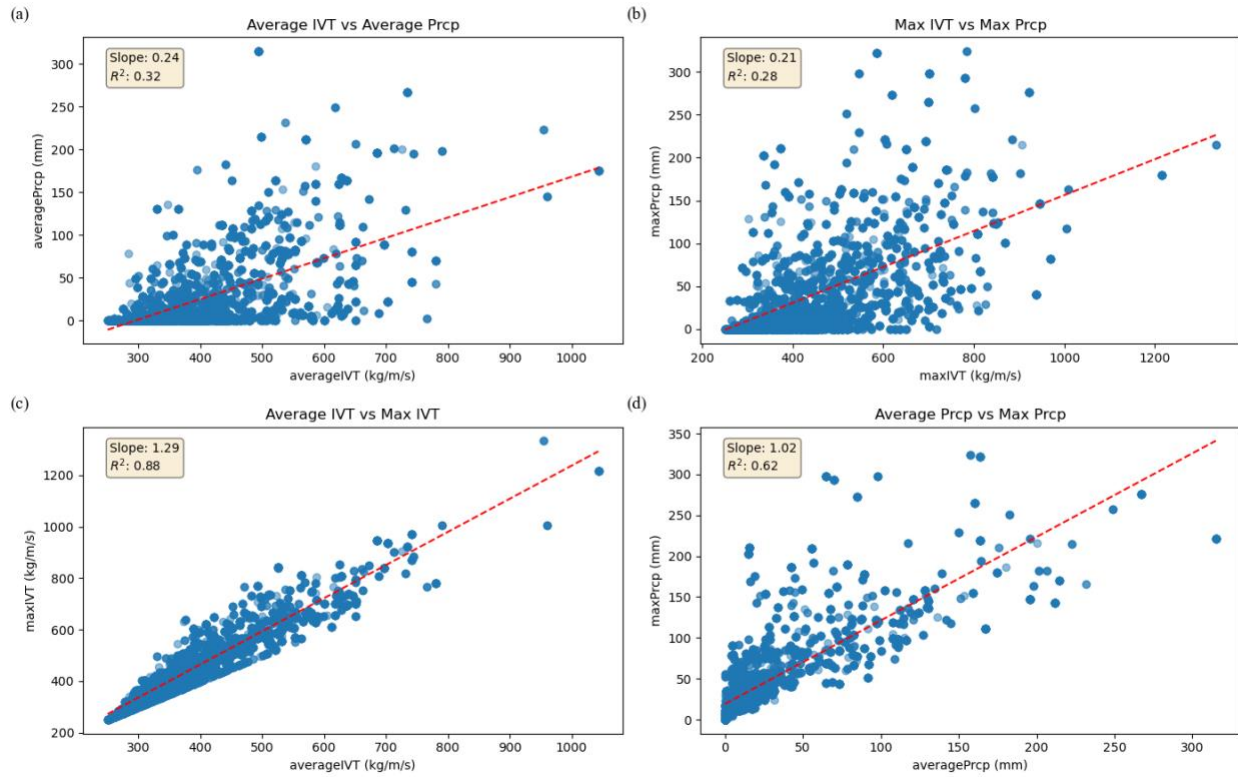 (a)
Average IVT vs Average Prcp
Slope: 0.24
R²: 0.32
300
250
200
150
100
50
0
averagePrcp (mm)
300 400 500 600 700 800 900 1000
averageIVT (kg/m/s)
(b)
Max IVT vs Max Prcp
Slope: 0.21
R²: 0.28
300
250
200
150
100
50
0
maxPrcp (mm)
200 400 600 800 1000 1200
maxIVT (kg/m/s)
(c)
Average IVT vs Max IVT
Slope: 1.29
R²: 0.88
1200
1000
800
600
400
200
maxIVT (kg/m/s)
300 400 500 600 700 800 900 1000
averageIVT (kg/m/s)
(d)
Average Prcp vs Max Prcp
Slope: 1.02
R²: 0.62
350
300
250
200
150
100
50
0
maxPrcp (mm)
0 50 100 150 200 250 300
averagePrcp (mm)